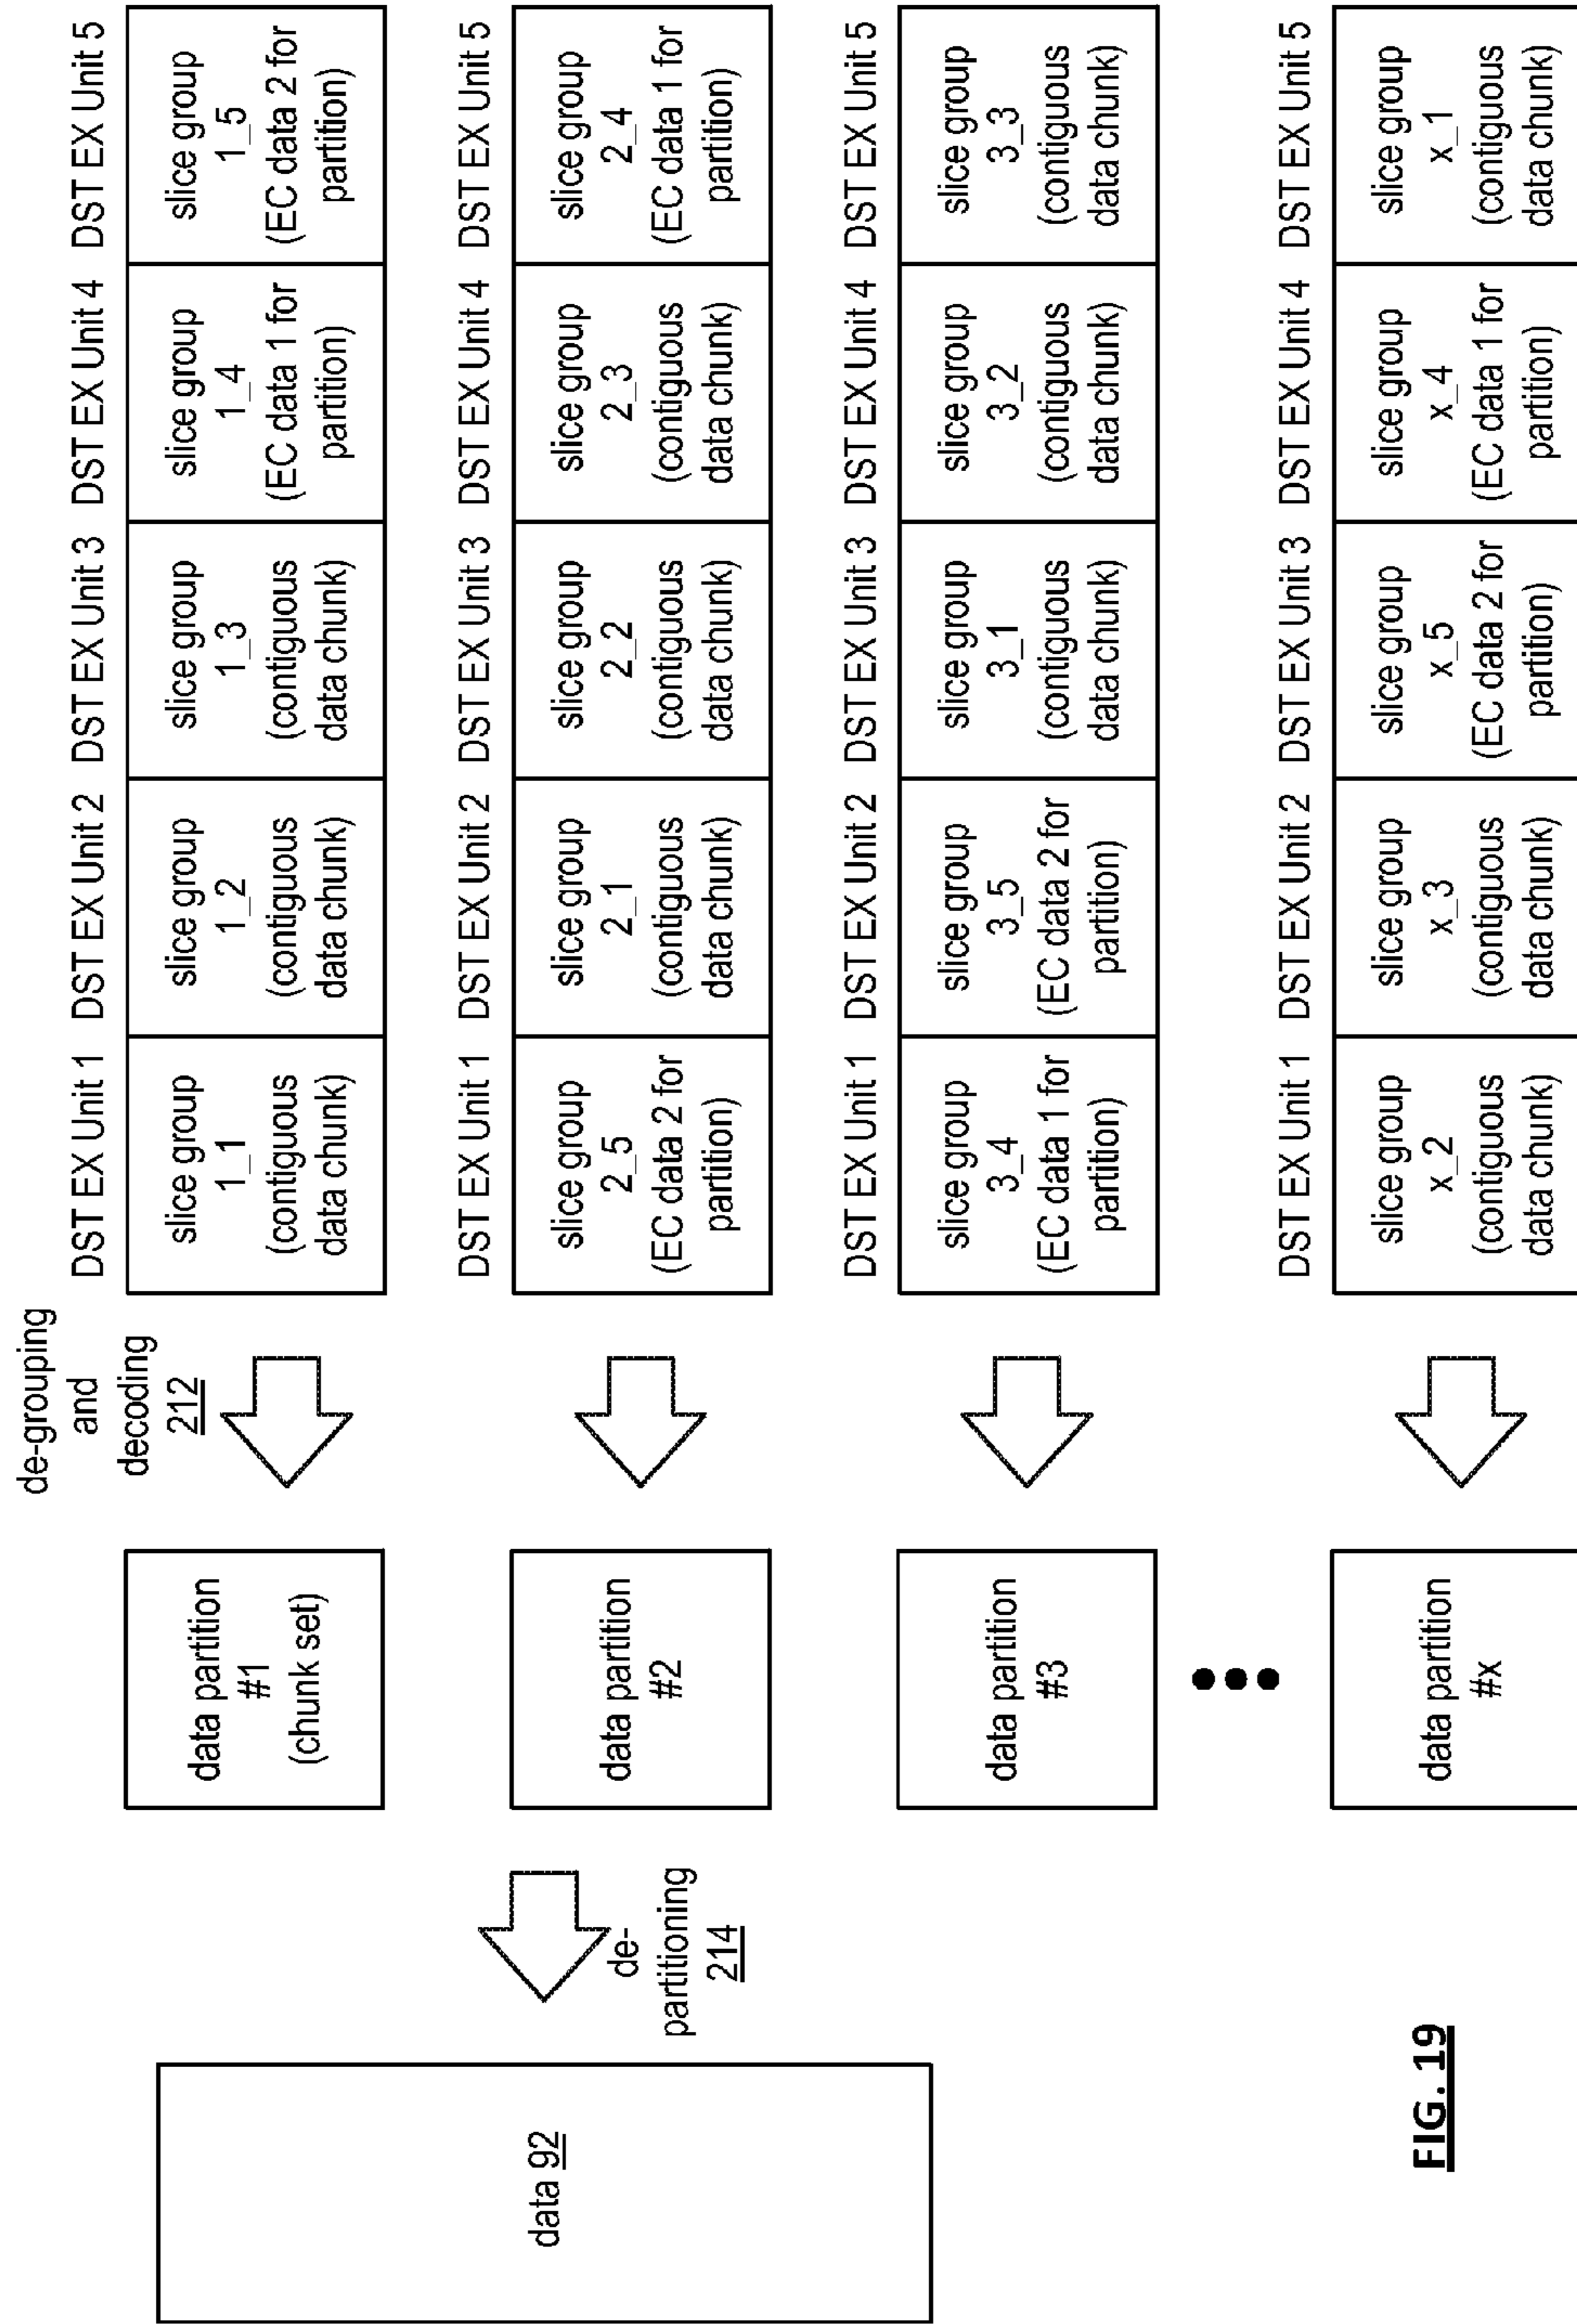 data 92
de-
partitioning
214
data partition
#1
(chunk set)
data partition
#2
data partition
#3
data partition
#x
de-grouping
and
decoding
212
DST EX Unit 1 DST EX Unit 2 DST EX Unit 3 DST EX Unit 4 DST EX Unit 5
slice group
1_1
(contiguous
data chunk)
slice group
1_2
(contiguous
data chunk)
slice group
1_3
(contiguous
data chunk)
slice group
1_4
(EC data 1 for
partition)
slice group
1_5
(EC data 2 for
partition)
DST EX Unit 1 DST EX Unit 2 DST EX Unit 3 DST EX Unit 4 DST EX Unit 5
slice group
2_5
(EC data 2 for
partition)
slice group
2_1
(contiguous
data chunk)
slice group
2_2
(contiguous
data chunk)
slice group
2_3
(contiguous
data chunk)
slice group
2_4
(EC data 1 for
partition)
DST EX Unit 1 DST EX Unit 2 DST EX Unit 3 DST EX Unit 4 DST EX Unit 5
slice group
3_4
(EC data 1 for
partition)
slice group
3_5
(EC data 2 for
partition)
slice group
3_1
(contiguous
data chunk)
slice group
3_2
(contiguous
data chunk)
slice group
3_3
(contiguous
data chunk)
DST EX Unit 1 DST EX Unit 2 DST EX Unit 3 DST EX Unit 4 DST EX Unit 5
slice group
x_2
(contiguous
data chunk)
slice group
x_3
(contiguous
data chunk)
slice group
x_5
(EC data 2 for
partition)
slice group
x_4
(EC data 1 for
partition)
slice group
x_1
(contiguous
data chunk)
FIG. 19